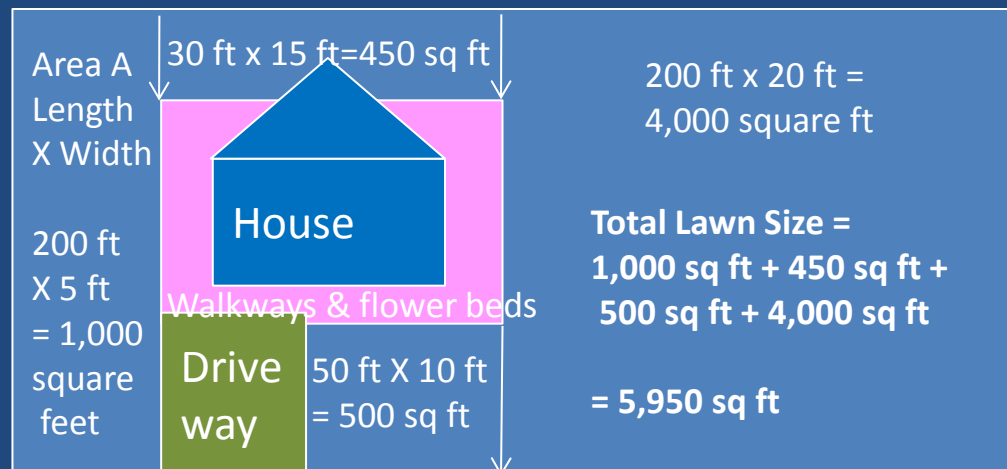 Area A
Length
X Width
200 ft
X 5 ft
= 1,000
square
feet
30 ft x 15 ft=450 sq ft
House
Walkways & flower beds
Drive
way
50 ft X 10 ft
= 500 sq ft
200 ft x 20 ft =
4,000 square ft
Total Lawn Size =
1,000 sq ft + 450 sq ft +
500 sq ft + 4,000 sq ft
= 5,950 sq ft